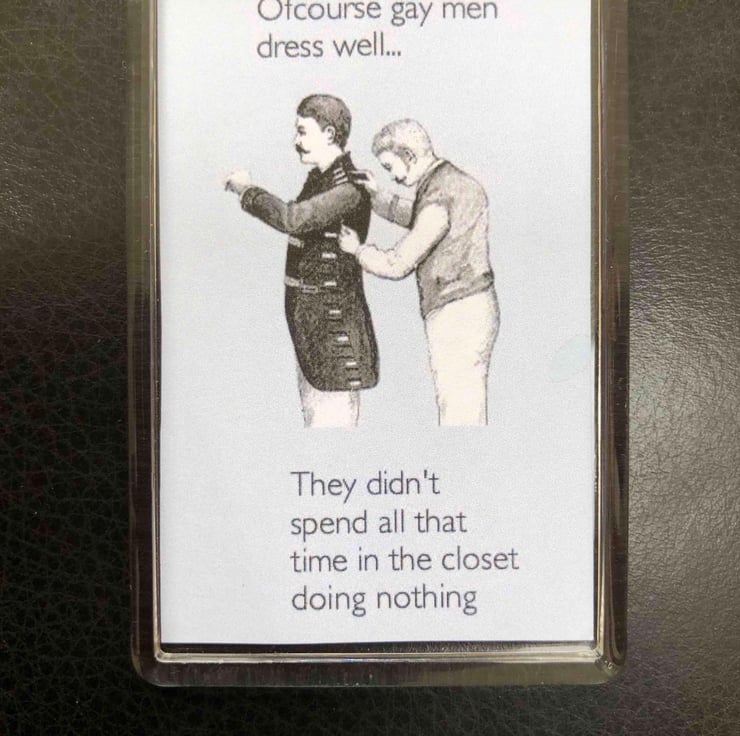 Ofcourse gay men
dress well...
They didn't
spend all that
time in the closet
doing nothing